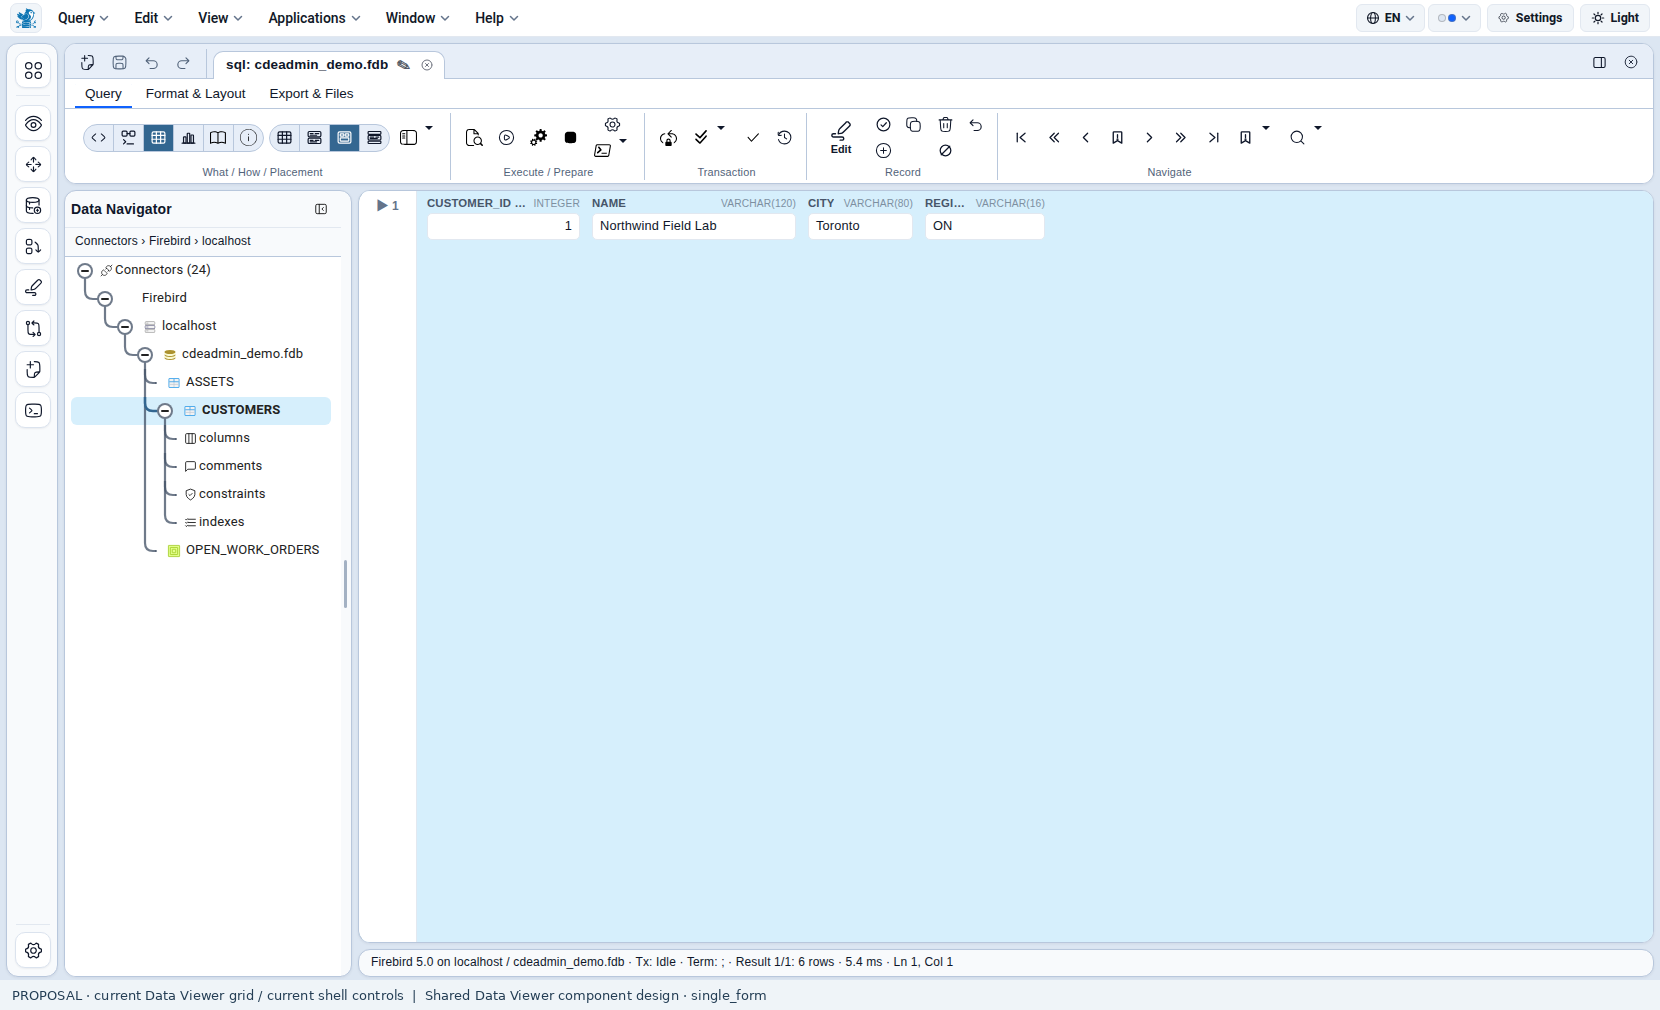 Query Edit View Applications Window Help EN Settings Light
sql: cdeadmin_demo.fdb
Query Format & Layout Export & Files
Edit
What / How / Placement Execute / Prepare Transaction Record Navigate
Data Navigator
Connectors › Firebird › localhost
Connectors (24)
Firebird
localhost
cdeadmin_demo.fdb
ASSETS
CUSTOMERS
columns
comments
constraints
indexes
OPEN_WORK_ORDERS
1 CUSTOMER_ID ... INTEGER NAME VARCHAR(120) CITY VARCHAR(80) REGI... VARCHAR(16)
1 Northwind Field Lab Toronto ON
Firebird 5.0 on localhost / cdeadmin_demo.fdb · Tx: Idle · Term: ; · Result 1/1: 6 rows · 5.4 ms · Ln 1, Col 1
PROPOSAL · current Data Viewer grid / current shell controls | Shared Data Viewer component design · single_form